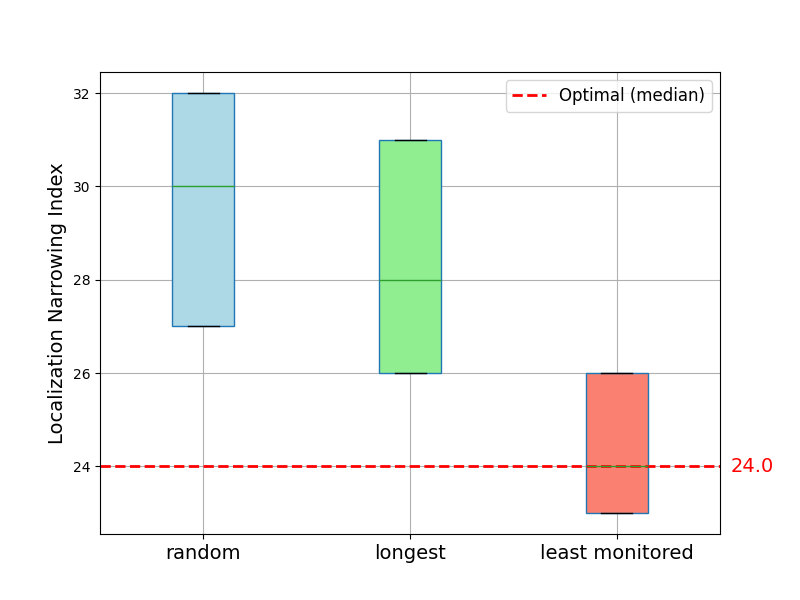 Optimal (median)
Localization Narrowing Index
32
30
28
26
24
24.0
random longest least monitored